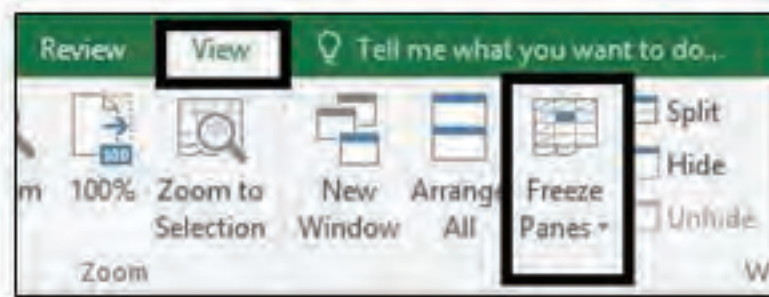 Review View Tell me what you want to do...
100% Zoom to Selection New Window Arrange All Freeze Panes Split
Hide
Unhide
Zoom